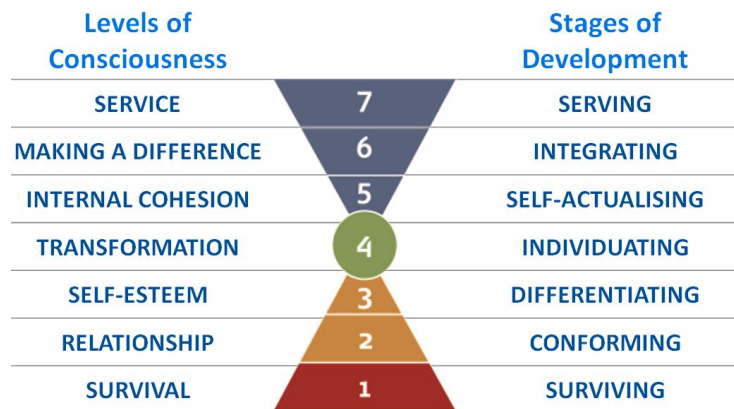 Levels of
Consciousness
Stages of
Development
SERVICE 7 SERVING
MAKING A DIFFERENCE 6 INTEGRATING
INTERNAL COHESION 5 SELF-ACTUALISING
TRANSFORMATION 4 INDIVIDUATING
SELF-ESTEEM 3 DIFFERENTIATING
RELATIONSHIP 2 CONFORMING
SURVIVAL 1 SURVIVING